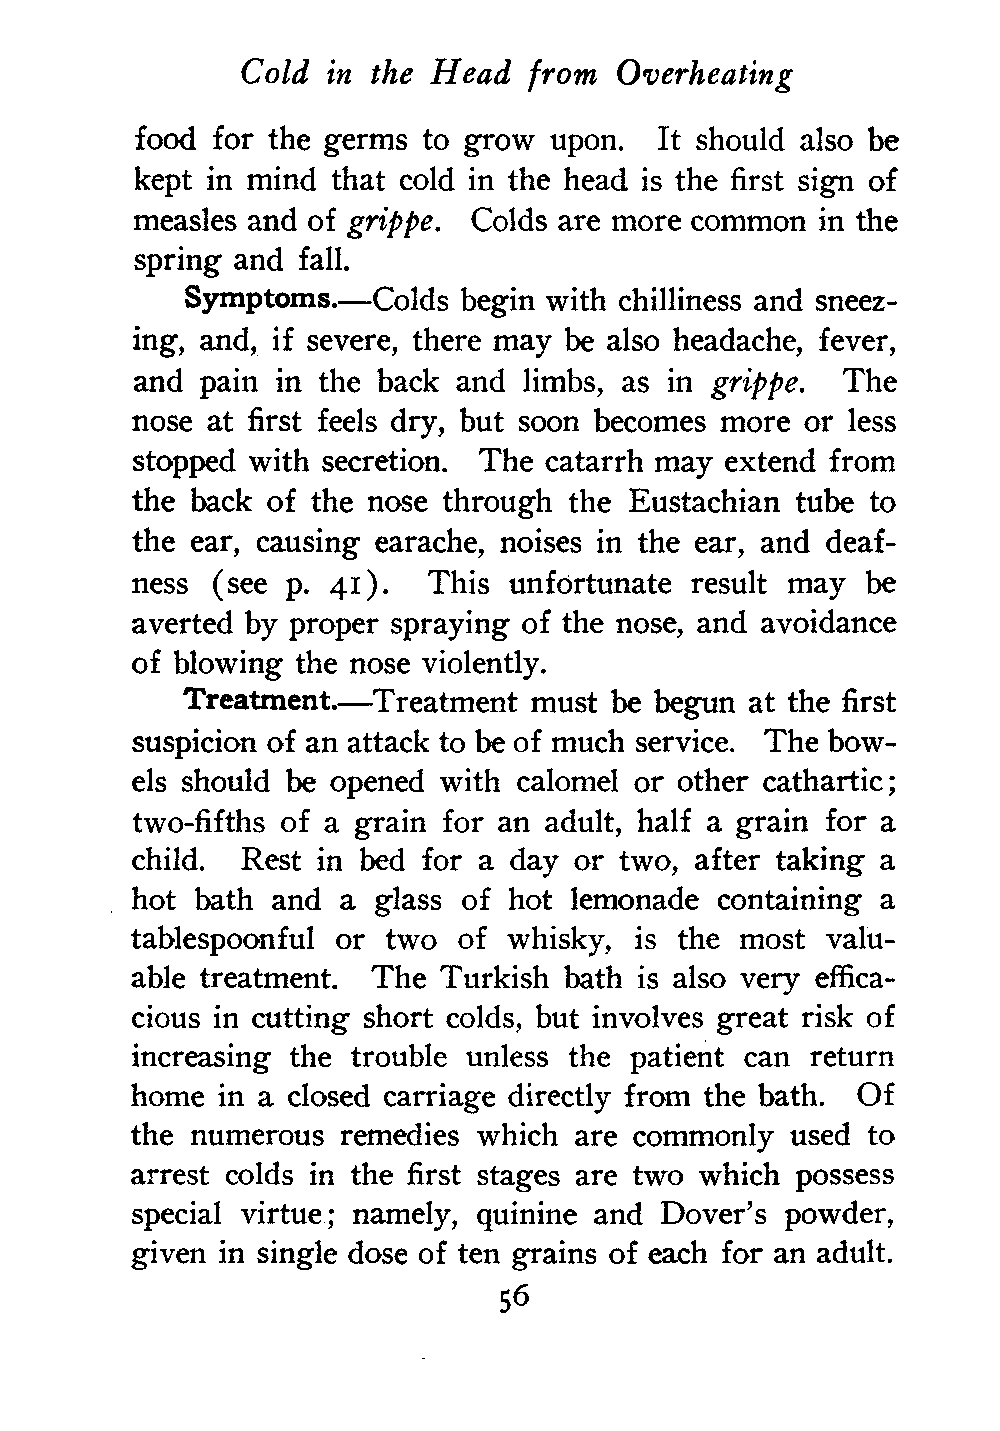 Cold in the Head from Overheating
food for the germs to grow upon. It should also be
kept in mind that cold in the head is the first sign of
measles and of grippe. Colds are more common in the
spring and fall.
Symptoms.—Colds begin with chilliness and sneez-
ing, and, if severe, there may be also headache, fever,
and pain in the back and limbs, as in grippe. The
nose at first feels dry, but soon becomes more or less
stopped with secretion. The catarrh may extend from
the back of the nose through the Eustachian tube to
the ear, causing earache, noises in the ear, and deaf-
ness (see p. 41). This unfortunate result may be
averted by proper spraying of the nose, and avoidance
of blowing the nose violently.
Treatment.—Treatment must be begun at the first
suspicion of an attack to be of much service. The bow-
els should be opened with calomel or other cathartic;
two-fifths of a grain for an adult, half a grain for a
child. Rest in bed for a day or two, after taking a
hot bath and a glass of hot lemonade containing a
tablespoonful or two of whisky, is the most valu-
able treatment. The Turkish bath is also very effica-
cious in cutting short colds, but involves great risk of
increasing the trouble unless the patient can return
home in a closed carriage directly from the bath. Of
the numerous remedies which are commonly used to
arrest colds in the first stages are two which possess
special virtue; namely, quinine and Dover's powder,
given in single dose of ten grains of each for an adult.
56